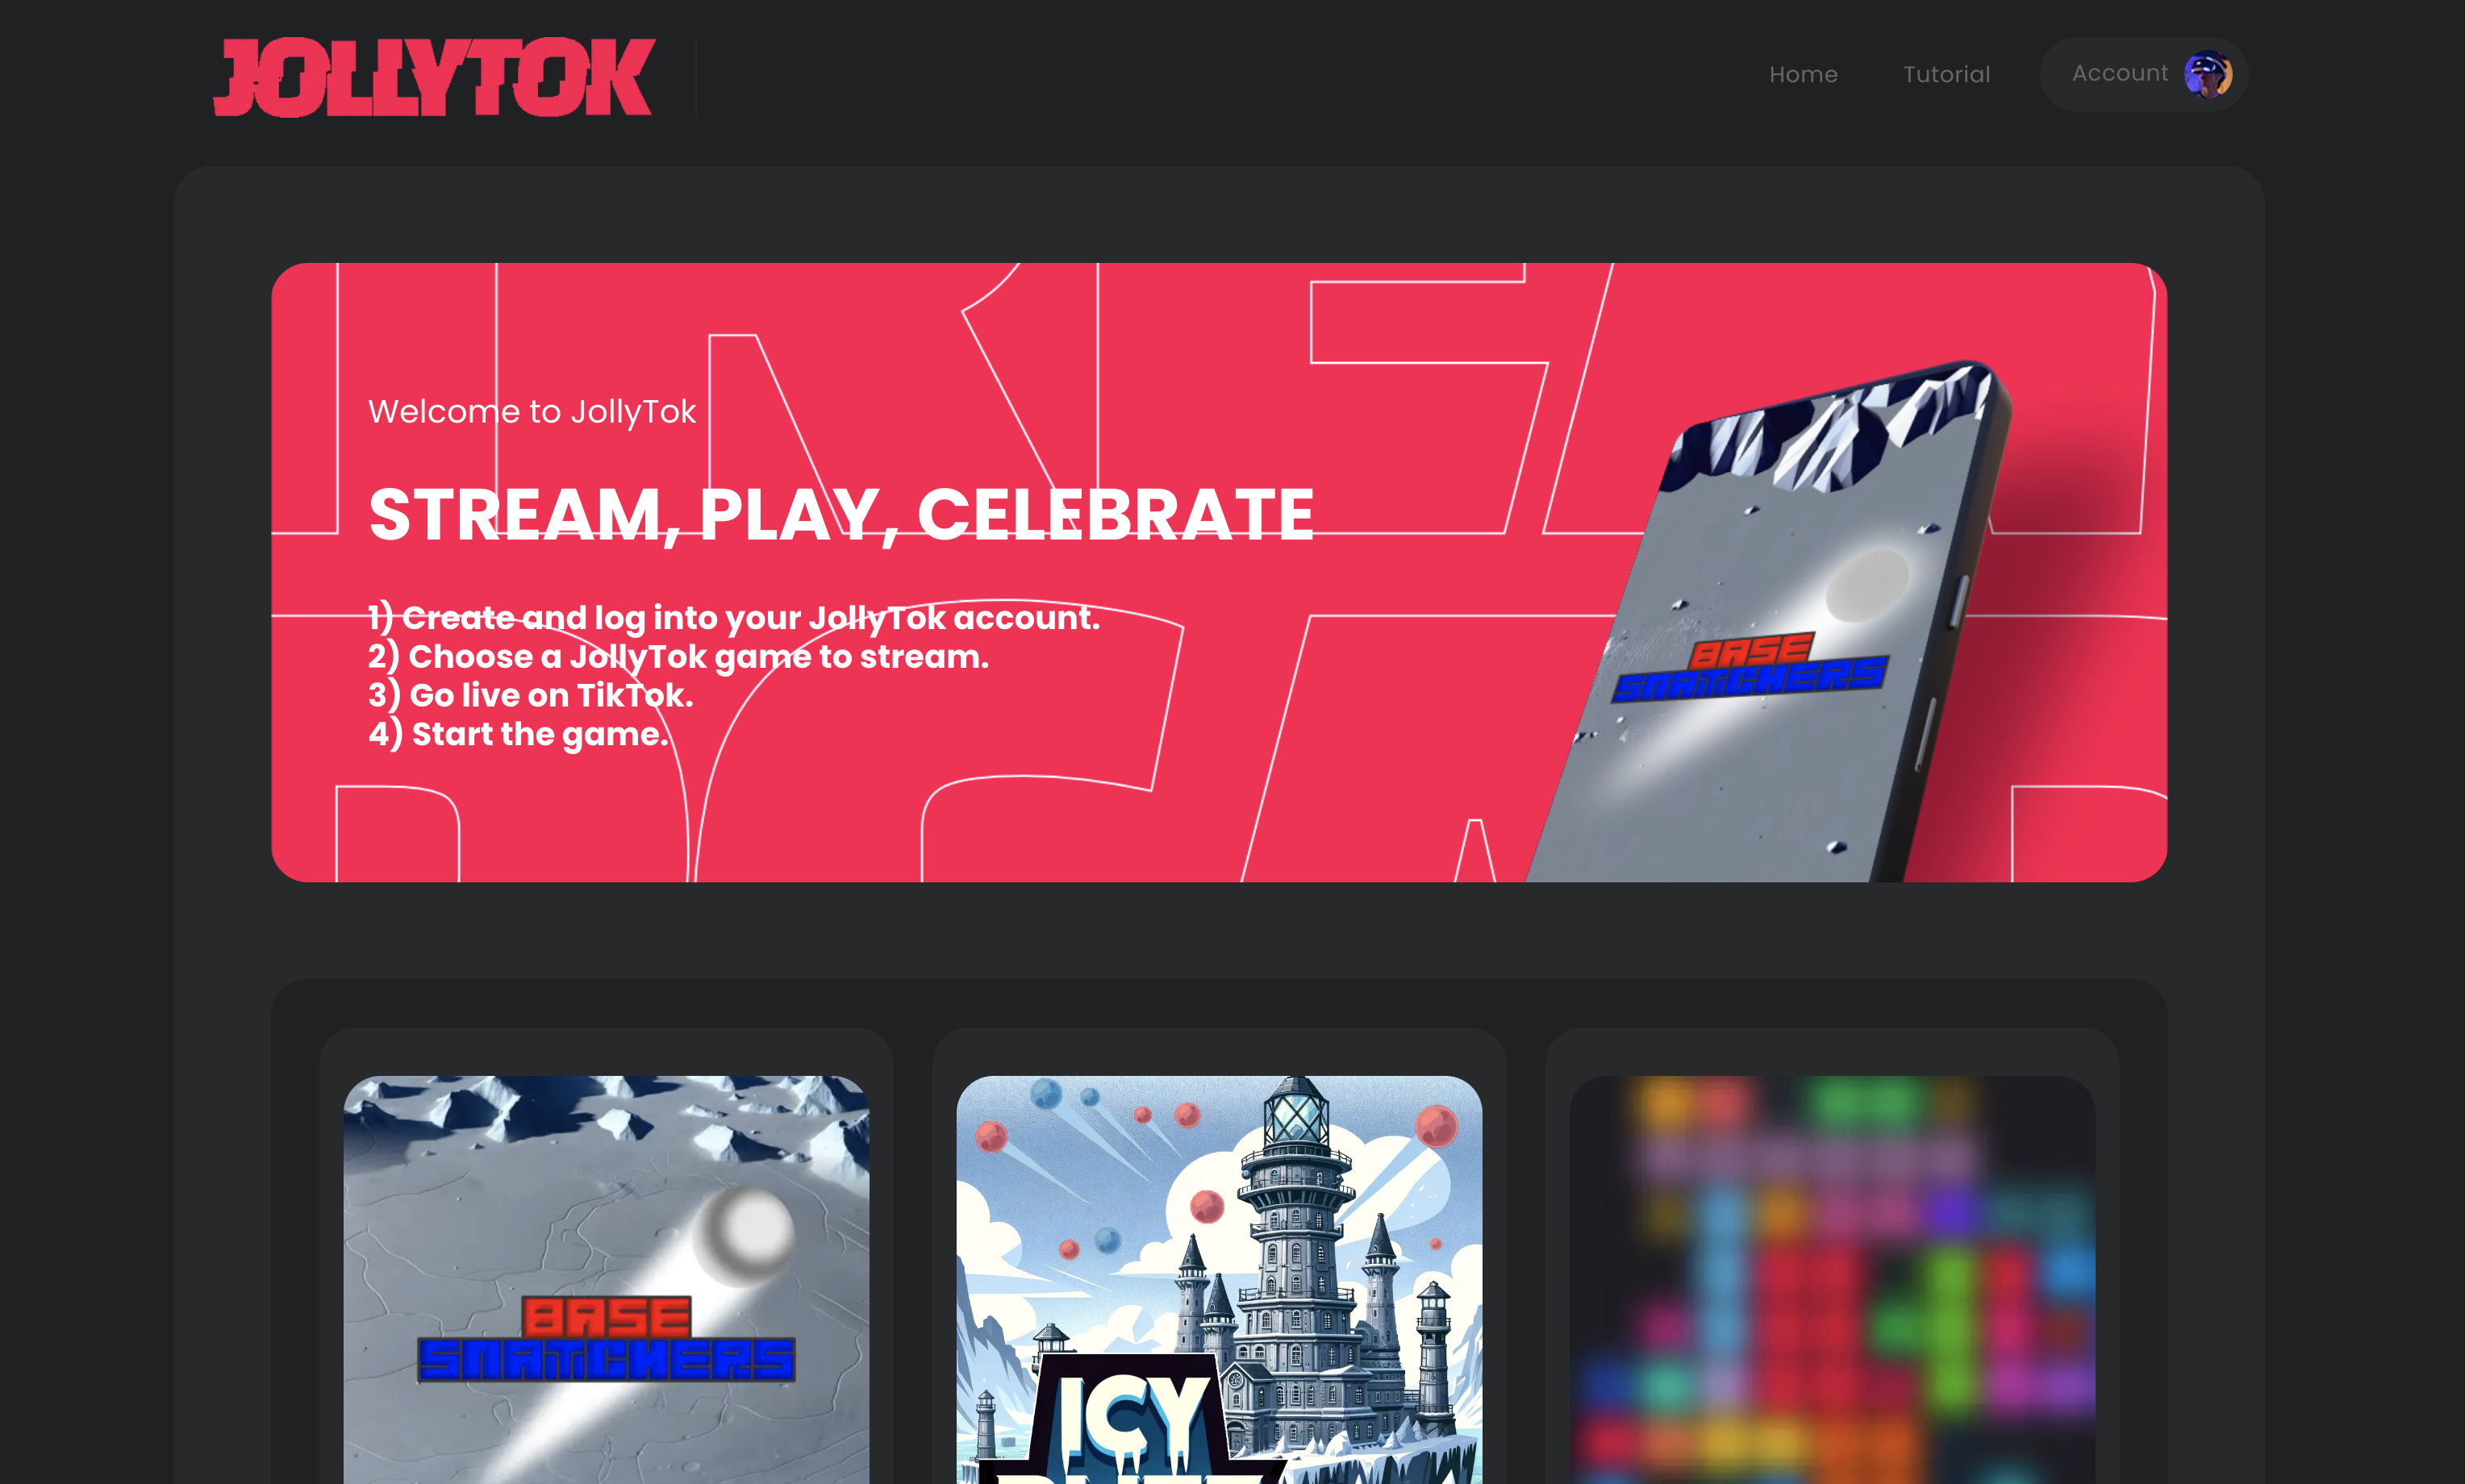 JOLLYTOK
Home
Tutorial
Account
Welcome to JollyTok
STREAM, PLAY, CELEBRATE
1) Create and log into your JollyTok account.
2) Choose a JollyTok game to stream.
3) Go live on TikTok.
4) Start the game.
BASE
SNATCHERS
BASE
SNATCHERS
ICY